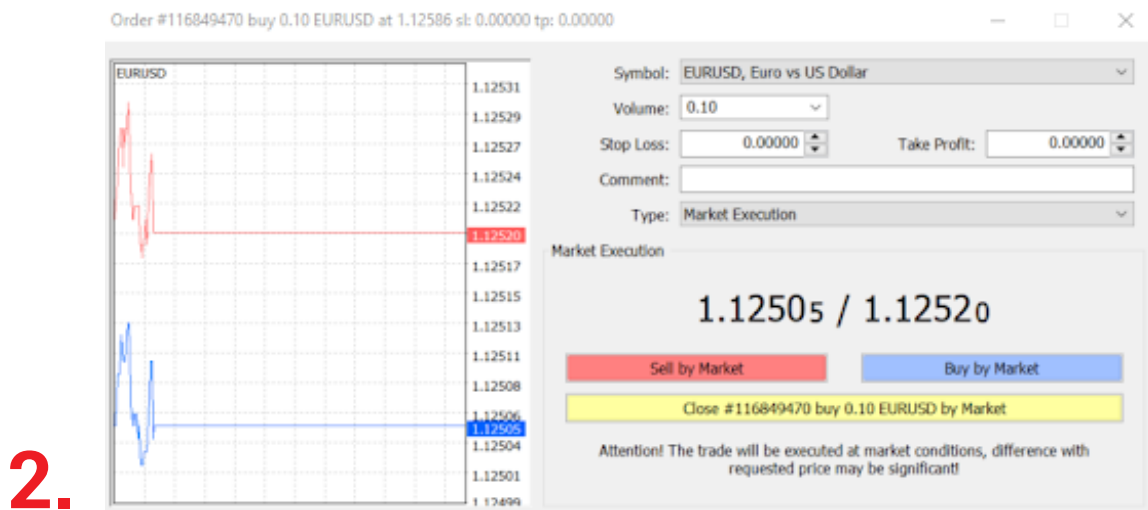 Order #116849470 buy 0.10 EURUSD at 1.12586 sl: 0.00000 tp: 0.00000
EURUSD
1.12531
1.12529
1.12527
1.12524
1.12522
1.12520
1.12517
1.12515
1.12513
1.12511
1.12508
1.12506
1.12505
1.12504
1.12501
1.12499
Symbol: EURUSD, Euro vs US Dollar
Volume: 0.10
Stop Loss: 0.00000 Take Profit: 0.00000
Comment:
Type: Market Execution
Market Execution
1.12505 / 1.12520
Sell by Market Buy by Market
Close #116849470 buy 0.10 EURUSD by Market
Attention! The trade will be executed at market conditions, difference with
requested price may be significant!
2.